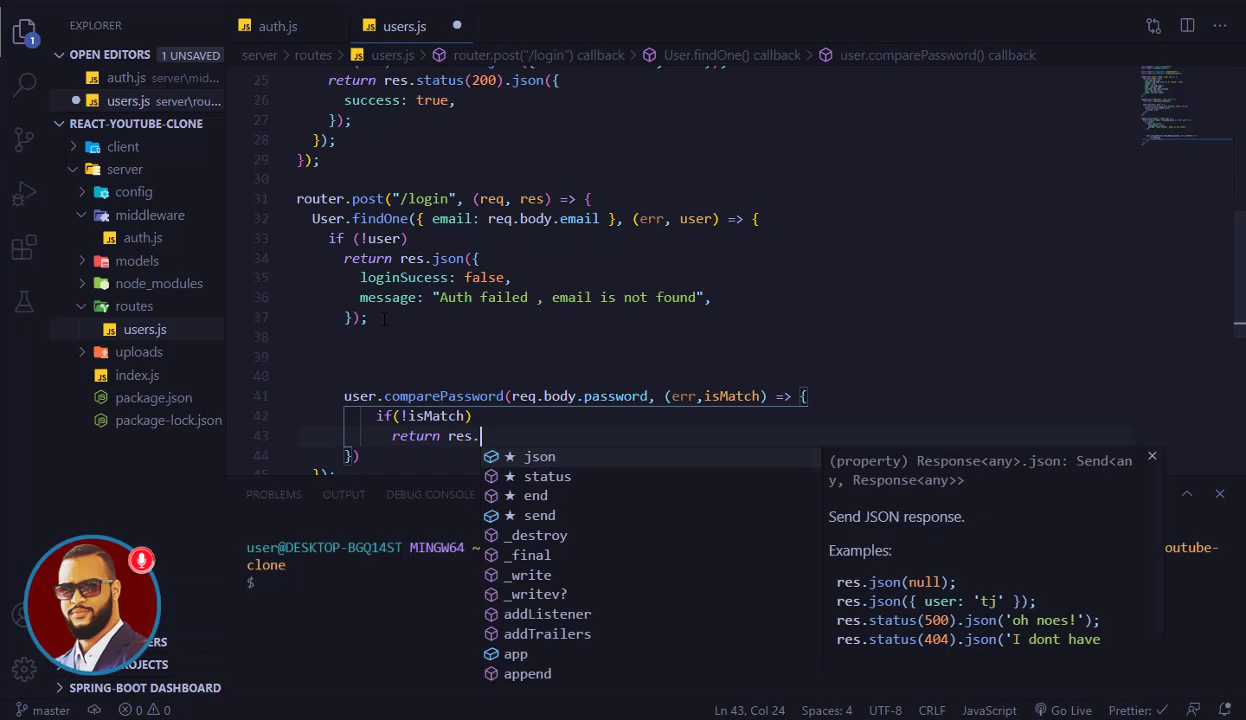 EXPLORER
OPEN EDITORS 1 UNSAVED
auth.js server\mid...
users.js server\rou...
REACT-YOUTUBE-CLONE
client
server
config
middleware
auth.js
models
node_modules
routes
users.js
uploads
index.js
package.json
package-lock.json
PROJECTS
SPRING-BOOT DASHBOARD
auth.js users.js
server > routes > users.js > router.post("/login") callback > User.findOne() callback > user.comparePassword() callback
25 return res.status(200).json({
26 success: true,
27 });
28 });
29 });
30
31 router.post("/login", (req, res) => {
32 User.findOne({ email: req.body.email }, (err, user) => {
33 if (!user)
34 return res.json({
35 loginSucess: false,
36 message: "Auth failed , email is not found",
37 });
38
39
40
41 user.comparePassword(req.body.password, (err,isMatch) => {
42 if(!isMatch)
43 return res.
44 })
45 });
json
status
end
send
_destroy
_final
_write
_writev?
addListener
addTrailers
app
append
(property) Response<any>.json: Send<an
y, Response<any>>
Send JSON response.
Examples:
res.json(null);
res.json({ user: 'tj' });
res.status(500).json('oh noes!');
res.status(404).json('I dont have
PROBLEMS OUTPUT DEBUG CONSOLE
user@DESKTOP-BGQ14ST MINGW64 ~
outube-
clone
$
master 0 0 Ln 43, Col 24 Spaces: 4 UTF-8 CRLF JavaScript Go Live Prettier: ✓
1